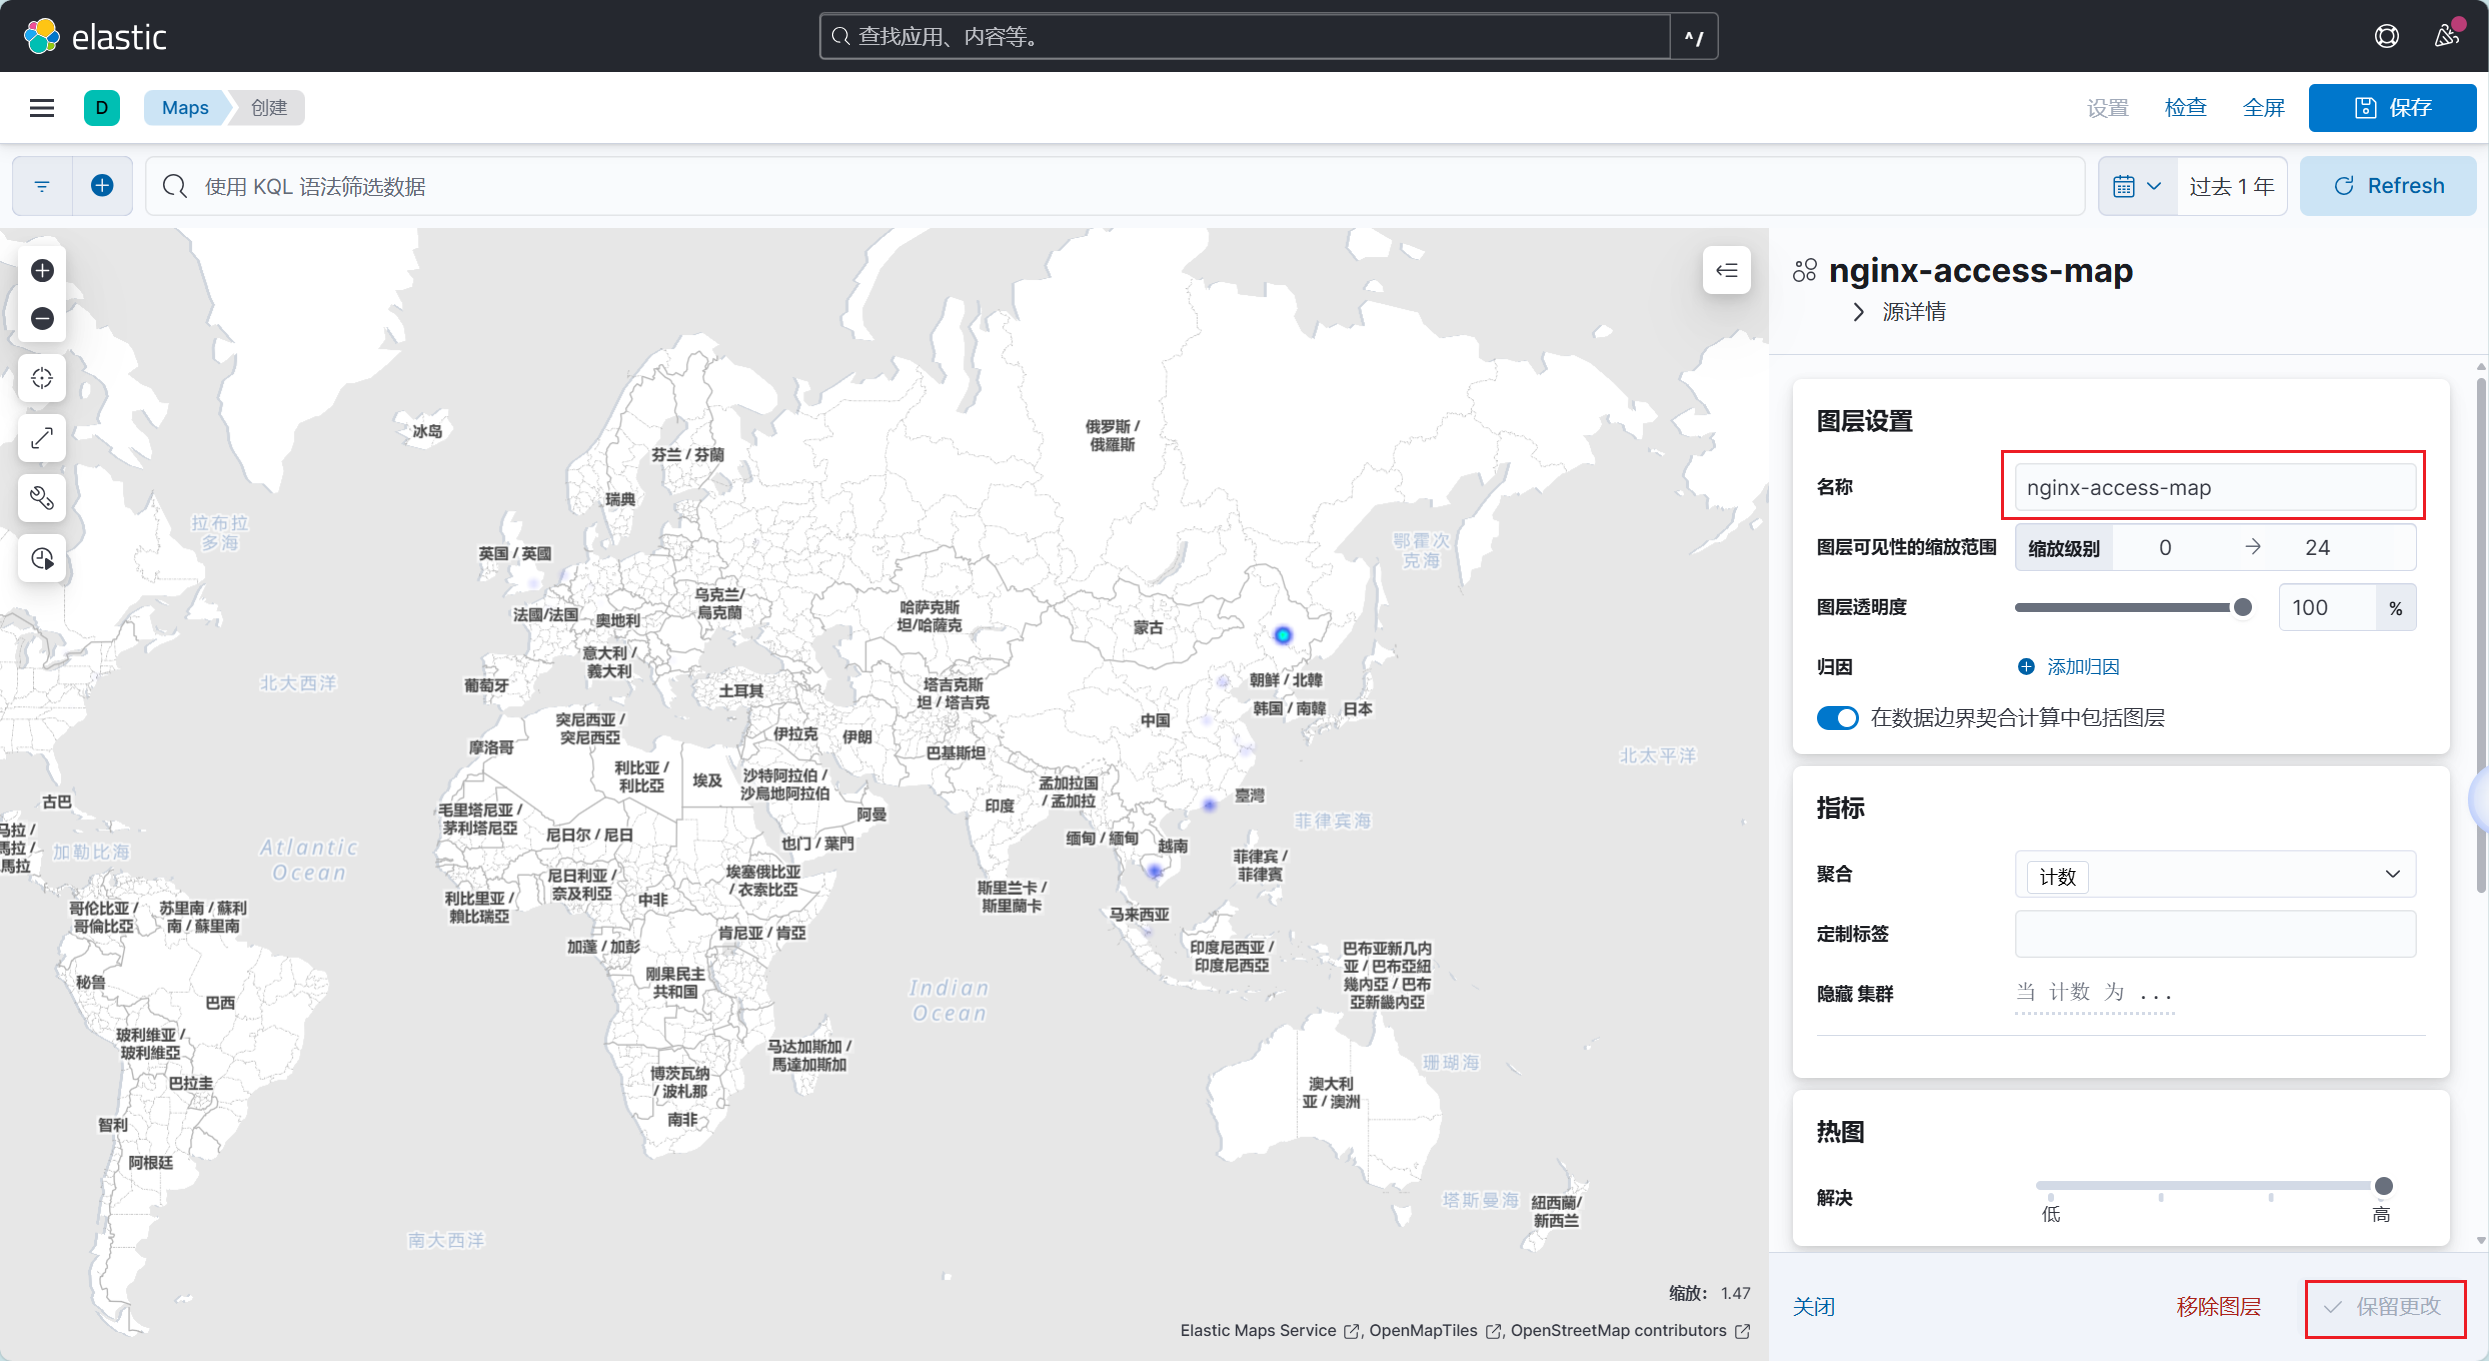 elastic
查找应用、内容等。
^/
D
Maps
创建
设置
检查
全屏
保存
使用 KQL 语法筛选数据
过去 1 年
Refresh
nginx-access-map
源详情
图层设置
名称
nginx-access-map
图层可见性的缩放范围
缩放级别
0
24
图层透明度
100
%
归因
添加归因
在数据边界契合计算中包括图层
指标
聚合
计数
定制标签
隐藏 集群
当 计数 为 ...
热图
解决
低
高
关闭
移除图层
保留更改
冰岛
俄罗斯 /
俄羅斯
芬兰 / 芬蘭
瑞典
拉布拉
多海
英国 / 英國
鄂霍次
克海
法國/法国
奥地利
乌克兰/
烏克蘭
哈萨克斯
坦/哈薩克
蒙古
意大利 /
義大利
北大西洋
葡萄牙
土耳其
塔吉克斯
坦 / 塔吉克
朝鲜 / 北韓
韩国 / 南韓
日本
中国
突尼西亚 /
突尼西亞
摩洛哥
伊拉克
伊朗
巴基斯坦
北太平洋
利比亚 /
利比亞
埃及
沙特阿拉伯 /
沙烏地阿拉伯
孟加拉国
/ 孟加拉
臺灣
古巴
毛里塔尼亚 /
茅利塔尼亞
阿曼
印度
菲律宾海
马拉 /
馬拉 /
馬拉
加勒比海
Atlantic
Ocean
尼日尔 / 尼日
也门 / 葉門
缅甸 / 緬甸
越南
菲律宾 /
菲律賓
尼日利亚 /
奈及利亞
埃塞俄比亚
/ 衣索比亞
斯里兰卡 /
斯里蘭卡
哥伦比亚 /
哥倫比亞
苏里南 / 蘇利
南 / 蘇里南
利比里亚 /
賴比瑞亞
中非
马来西亚
加蓬 / 加彭
肯尼亚 / 肯亞
印度尼西亚 /
印度尼西亞
巴布亚新几内
亚 / 巴布亞紐
幾內亞 / 巴布
亞新畿內亞
秘鲁
巴西
刚果民主
共和国
Indian
Ocean
玻利维亚 /
玻利維亞
马达加斯加 /
馬達加斯加
珊瑚海
巴拉圭
博茨瓦纳
/ 波札那
澳大利
亚 / 澳洲
智利
南非
阿根廷
塔斯曼海
紐西蘭/
新西兰
南大西洋
缩放： 1.47
Elastic Maps Service , OpenMapTiles , OpenStreetMap contributors